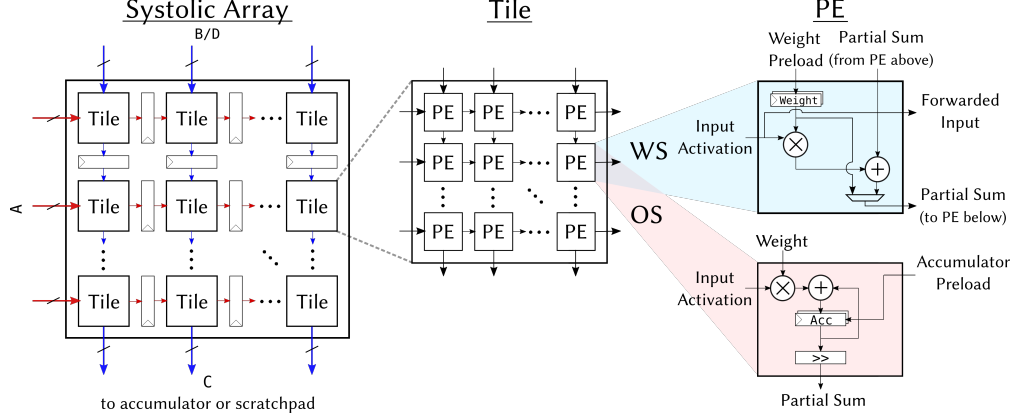 Systolic Array
B/D
Tile
Tile
Tile
A
Tile
Tile
Tile
Tile
Tile
Tile
C
to accumulator or scratchpad
Tile
PE
PE
PE
PE
PE
PE
PE
PE
PE
WS
OS
PE
Weight
Preload
Partial Sum
(from PE above)
Weight
Forwarded
Input
Input
Activation
Partial Sum
(to PE below)
Weight
Input
Activation
Accumulator
Preload
Acc
>>
Partial Sum